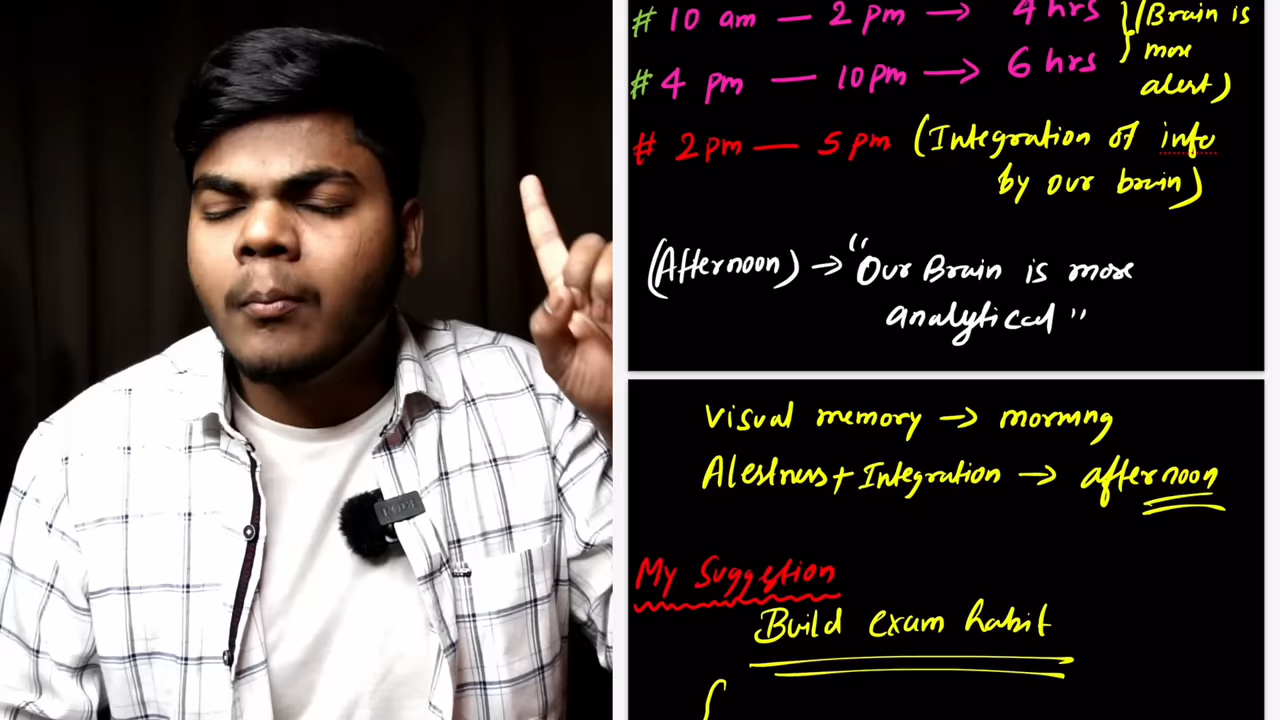 # 10 am — 2 pm → 4 hrs
# 4 pm — 10 pm → 6 hrs
(Brain is
more
alert)
# 2 pm — 5 pm (Integration of info
by our brain)
(Afternoon) → "Our Brain is more
analytical"
Visual memory → morning
Alertness + Integration → afternoon
My Suggestion
Build exam habit